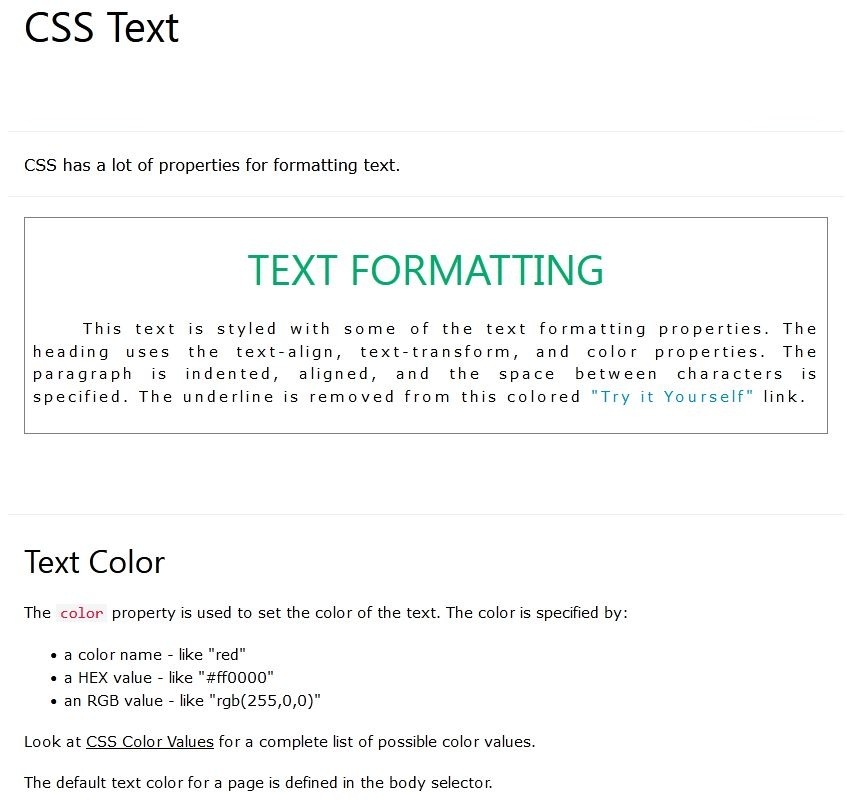 CSS Text
CSS has a lot of properties for formatting text.
TEXT FORMATTING
This text is styled with some of the text formatting properties. The
heading uses the text-align, text-transform, and color properties. The
paragraph is indented, aligned, and the space between characters is
specified. The underline is removed from this colored "Try it Yourself" link.
Text Color
The color property is used to set the color of the text. The color is specified by:
• a color name - like "red"
• a HEX value - like "#ff0000"
• an RGB value - like "rgb(255,0,0)"
Look at CSS Color Values for a complete list of possible color values.
The default text color for a page is defined in the body selector.